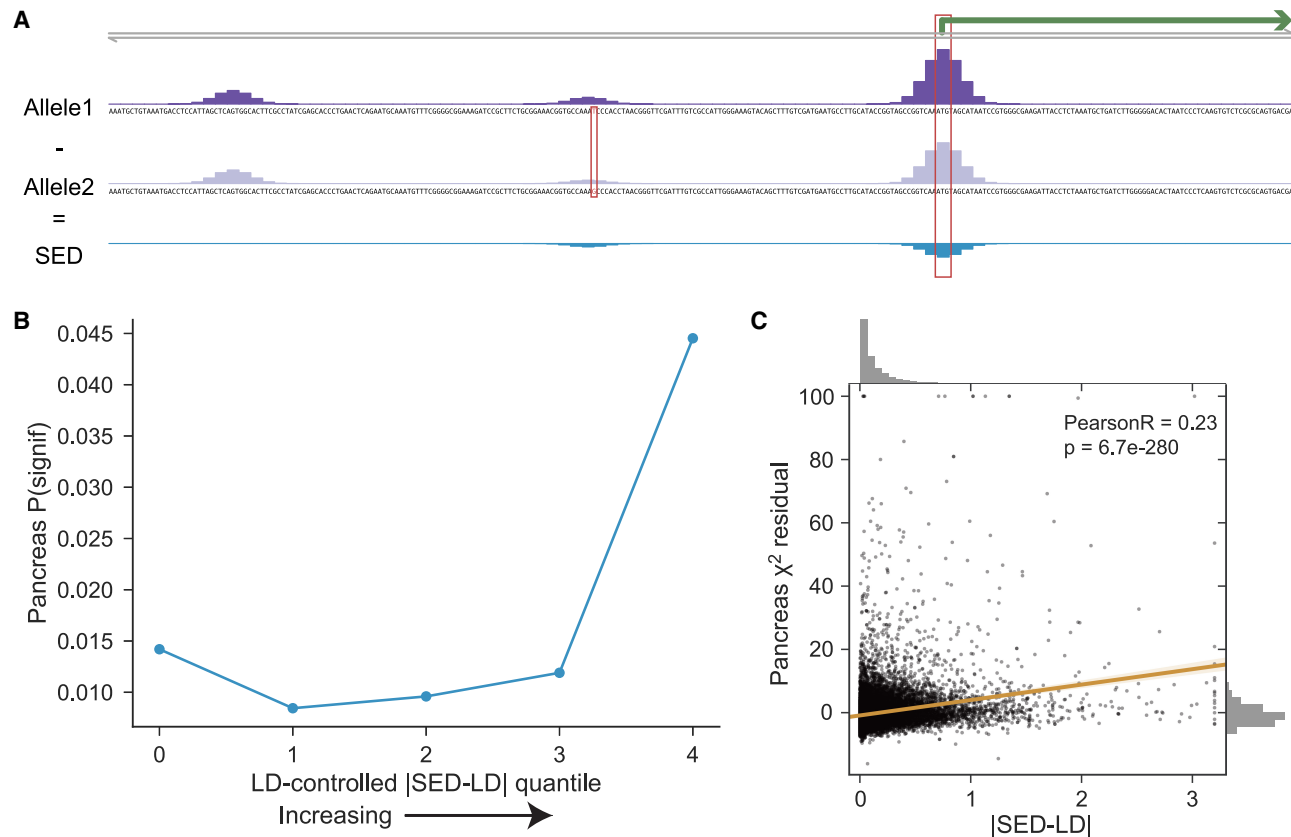 A
Allele1
AAATGCTGTAAATGACCTCCATTAGCTCAGTGGCACTTCGCCTATCGAGCACCCTGAACTCAGAATGCAAATGTTTCGGGGCGGAAAGATCCGCTTCTGCGGAAACGGTGCCAAATCCCACCTAACGGGTTCGATTTGTCGCCATTGGGAAAGTACAGCTTTGTCGATGAATGCCTTGCATACCGGTAGCCGGTCAAATGTAGCATAATCCGTGGGCGAAGATTACCTCTAAATGCTGATCTTGGGGGACACTAATCCCTCAAGTGTCTCGCGCAGTGACGA
-
Allele2
AAATGCTGTAAATGACCTCCATTAGCTCAGTGGCACTTCGCCTATCGAGCACCCTGAACTCAGAATGCAAATGTTTCGGGGCGGAAAGATCCGCTTCTGCGGAAACGGTGCCAAAGCCCACCTAACGGGTTCGATTTGTCGCCATTGGGAAAGTACAGCTTTGTCGATGAATGCCTTGCATACCGGTAGCCGGTCAAATGTAGCATAATCCGTGGGCGAAGATTACCTCTAAATGCTGATCTTGGGGGACACTAATCCCTCAAGTGTCTCGCGCAGTGACGA
=
SED
B
Pancreas P(signif)
0.045
0.040
0.035
0.030
0.025
0.020
0.015
0.010
0 1 2 3 4
LD-controlled |SED-LD| quantile
Increasing
C
Pancreas χ² residual
100
80
60
40
20
0
PearsonR = 0.23
p = 6.7e-280
0 1 2 3
|SED-LD|